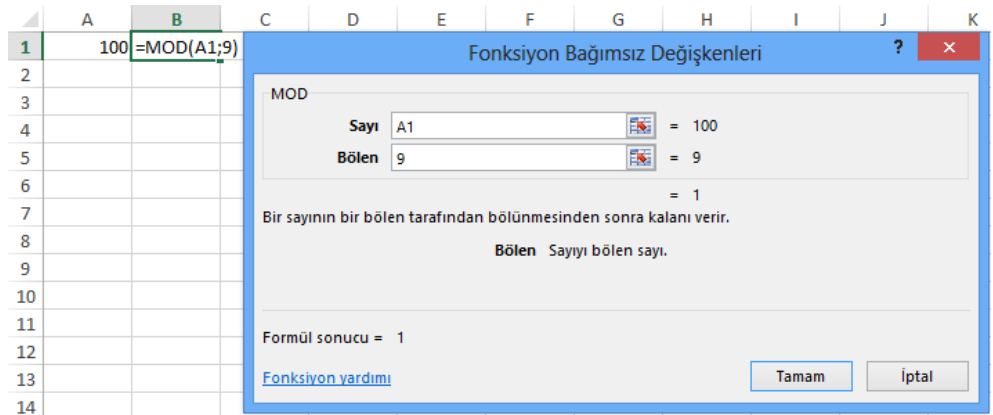 A B C D E F G H I J K
1 100 =MOD(A1;9)
Fonksiyon Bağımsız Değişkenleri ? ×
2
3
4
5
6
7
8
9
10
11
12
13
14
MOD
Sayı A1 = 100
Bölen 9 = 9
= 1
Bir sayının bir bölen tarafından bölünmesinden sonra kalanı verir.
Bölen Sayıyı bölen sayı.
Formül sonucu = 1
Fonksiyon yardımı Tamam İptal